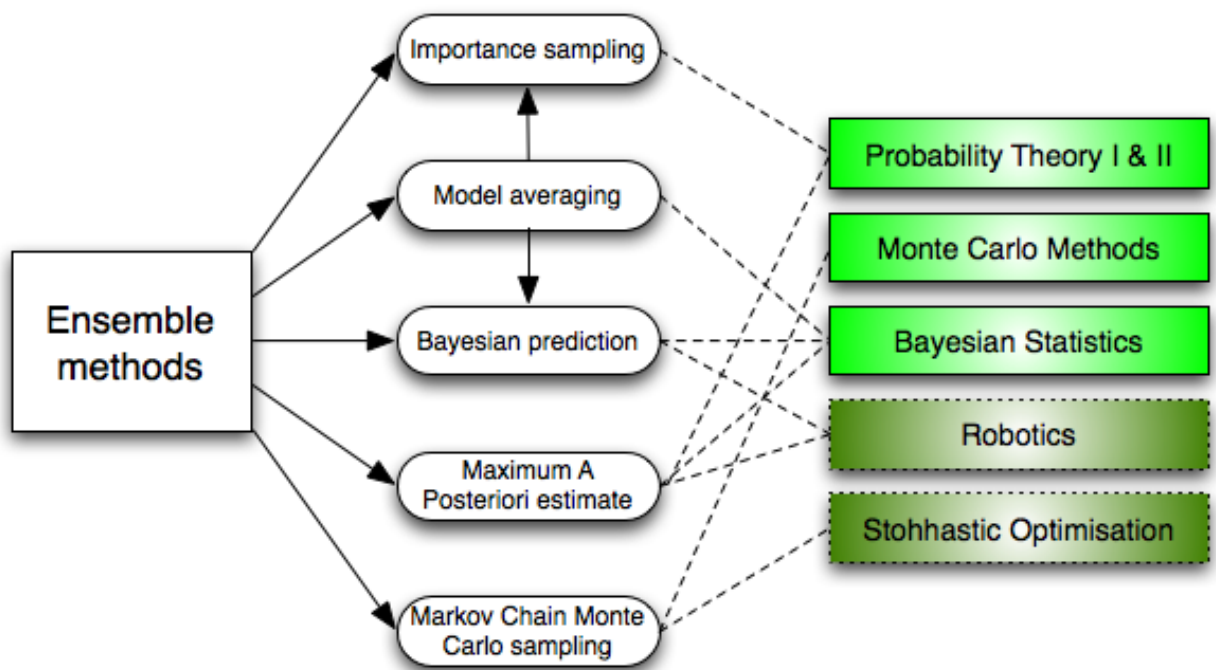 Ensemble
methods
Importance sampling
Model averaging
Bayesian prediction
Maximum A
Posteriori estimate
Markov Chain Monte
Carlo sampling
Probability Theory I & II
Monte Carlo Methods
Bayesian Statistics
Robotics
Stohhastic Optimisation